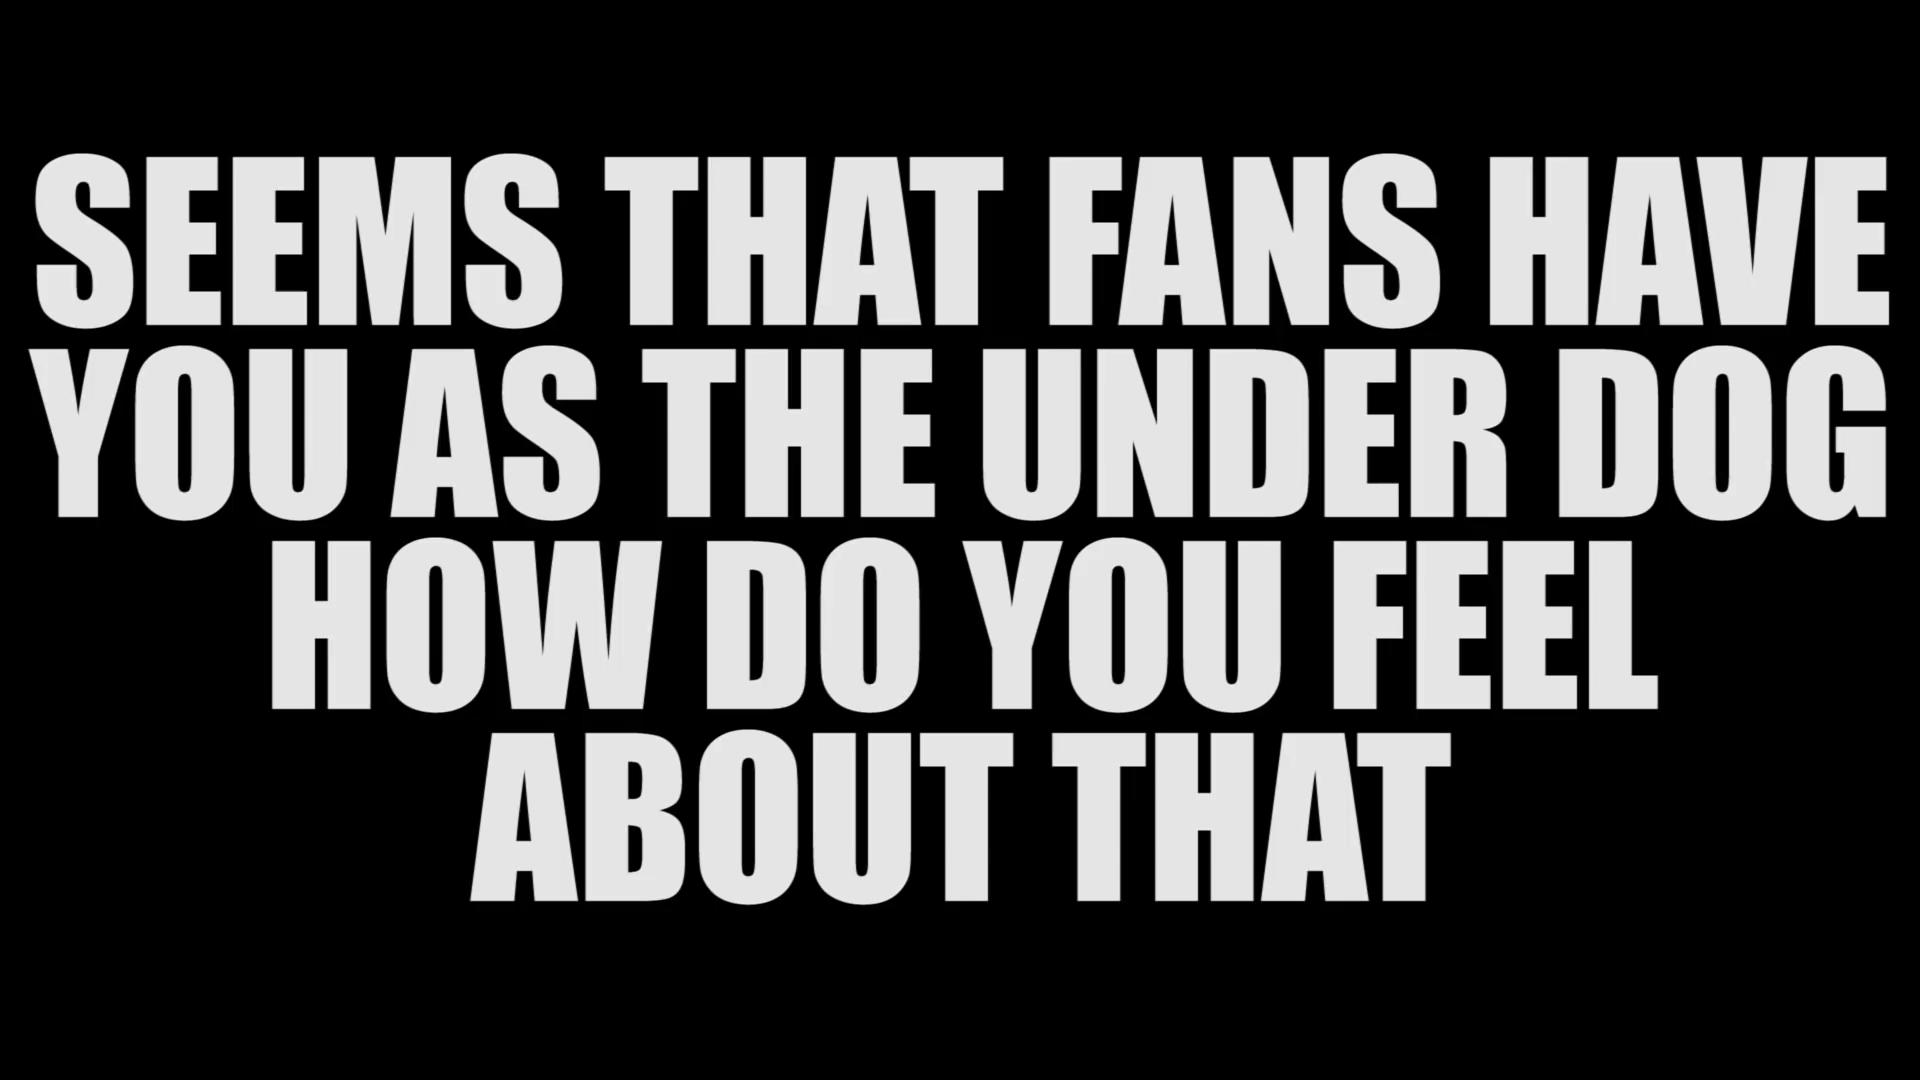 SEEMS THAT FANS HAVE
YOU AS THE UNDER DOG
HOW DO YOU FEEL
ABOUT THAT